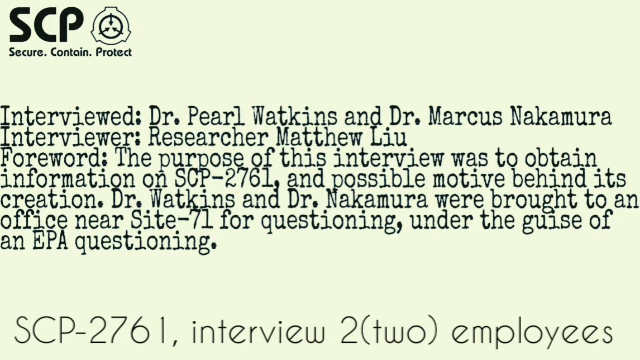 SCP
Secure. Contain. Protect
Interviewed: Dr. Pearl Watkins and Dr. Marcus Nakamura
Interviewer: Researcher Matthew Liu
Foreword: The purpose of this interview was to obtain
information on SCP-2761, and possible motive behind its
creation. Dr. Watkins and Dr. Nakamura were brought to an
office near Site-71 for questioning, under the guise of
an EPA questioning.
SCP-2761, interview 2(two) employees